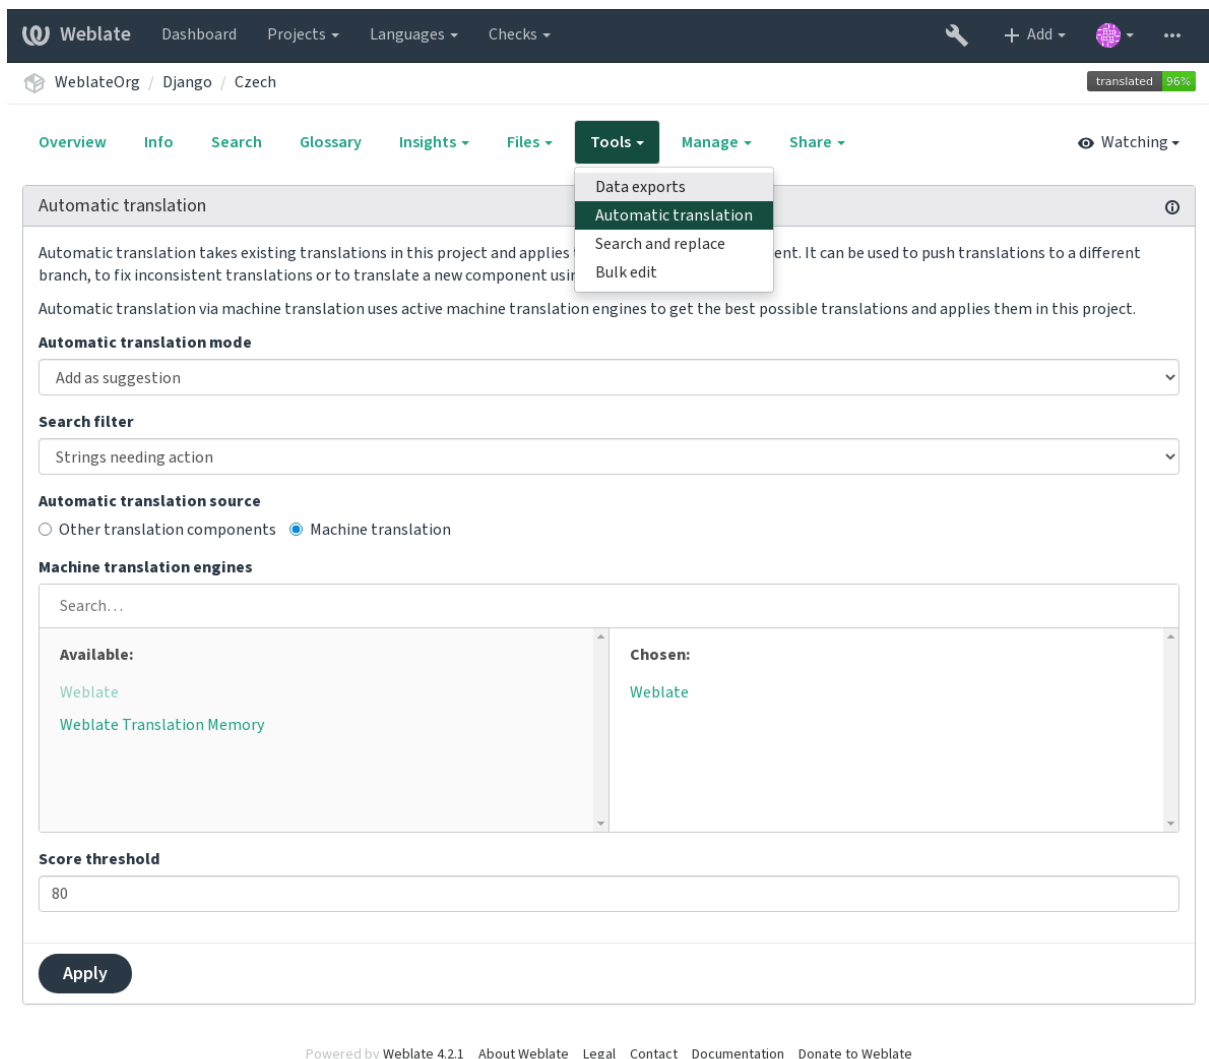 Weblate Dashboard Projects Languages Checks Add
WeblateOrg / Django / Czech translated 96%
Overview Info Search Glossary Insights Files Tools Manage Share Watching
Data exports
Automatic translation
Search and replace
Bulk edit
Automatic translation
Automatic translation takes existing translations in this project and applies ent. It can be used to push translations to a different
branch, to fix inconsistent translations or to translate a new component
Automatic translation via machine translation uses active machine translation engines to get the best possible translations and applies them in this project.
Automatic translation mode
Add as suggestion
Search filter
Strings needing action
Automatic translation source
Other translation components Machine translation
Machine translation engines
Search…
Available: Chosen:
Weblate Weblate
Weblate Translation Memory
Score threshold
80
Apply
Powered by Weblate 4.2.1 About Weblate Legal Contact Documentation Donate to Weblate